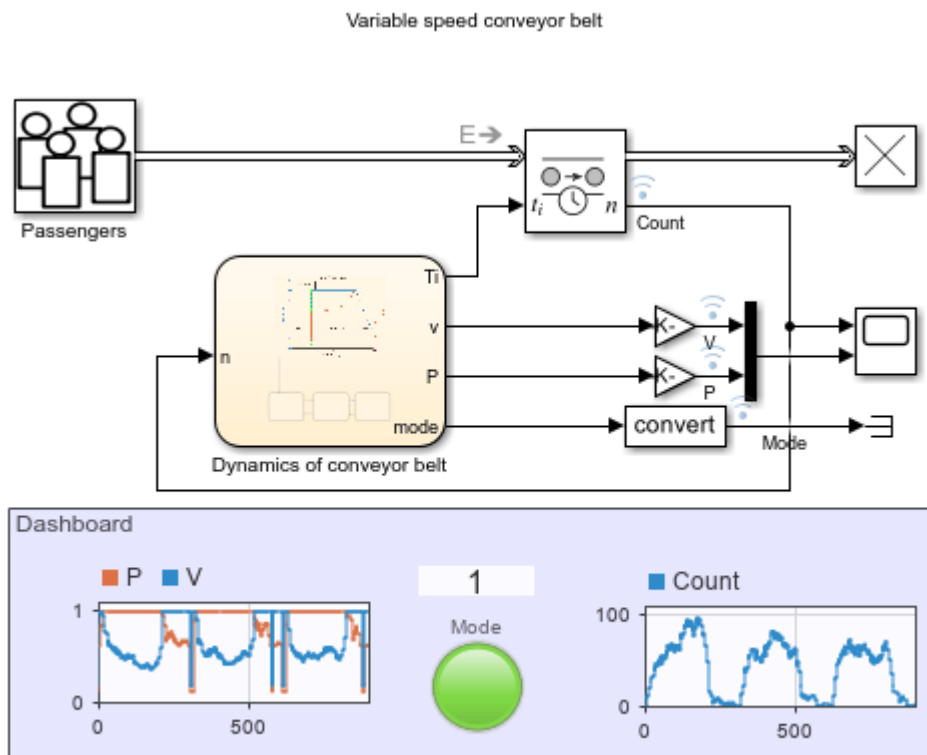 Variable speed conveyor belt
E
Passengers
ti
n
Count
Ti
v
K-
V
n
P
K-
P
mode
convert
Mode
Dynamics of conveyor belt
Dashboard
P V
1
Count
Mode
1
0
0 500
100
0
0 500